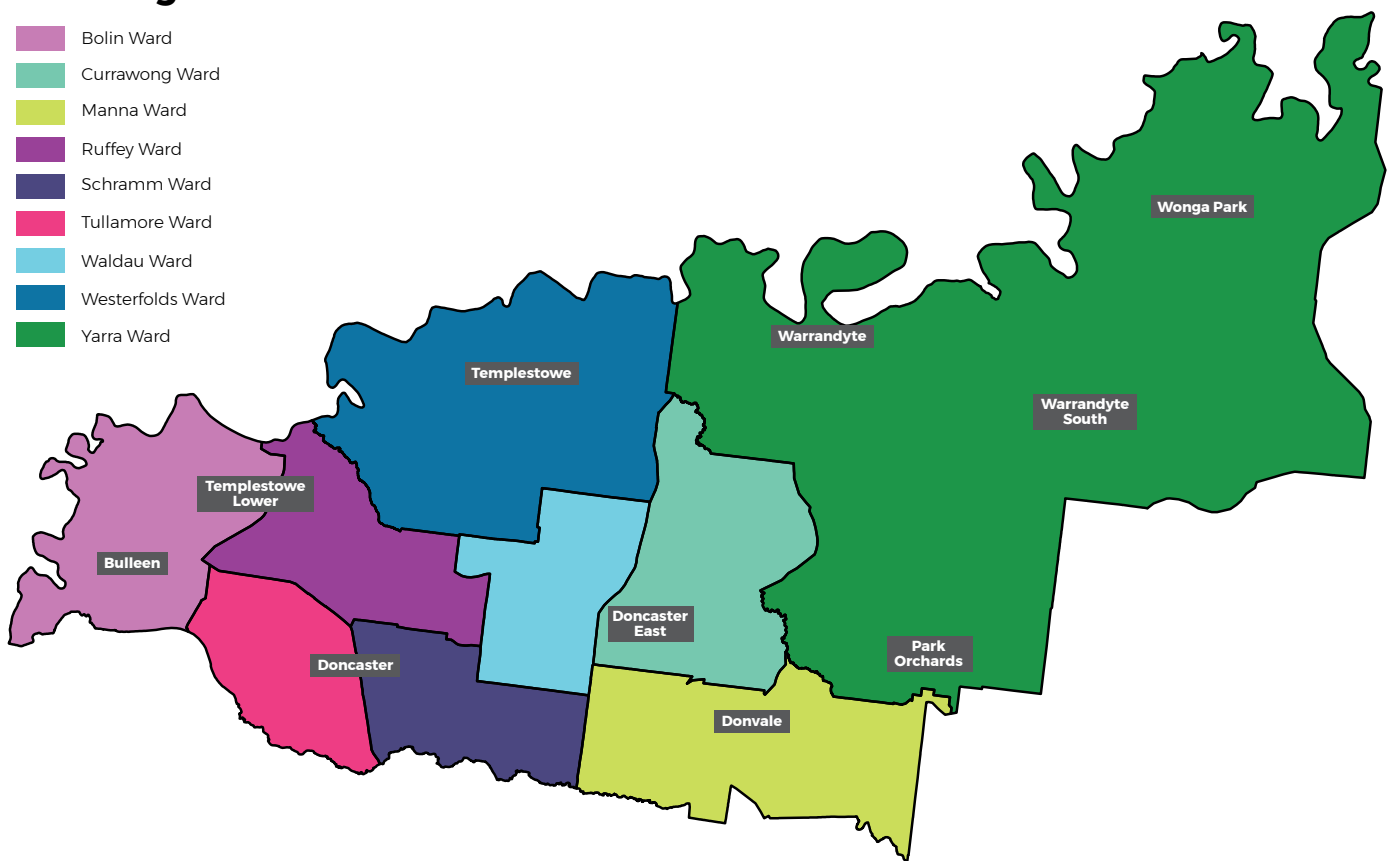 Bolin Ward
Currawong Ward
Manna Ward
Ruffey Ward
Schramm Ward
Tullamore Ward
Waldau Ward
Westerfolds Ward
Yarra Ward
Wonga Park
Warrandyte
Templestowe
Warrandyte
South
Templestowe
Lower
Bulleen
Doncaster
East
Park
Orchards
Doncaster
Donvale